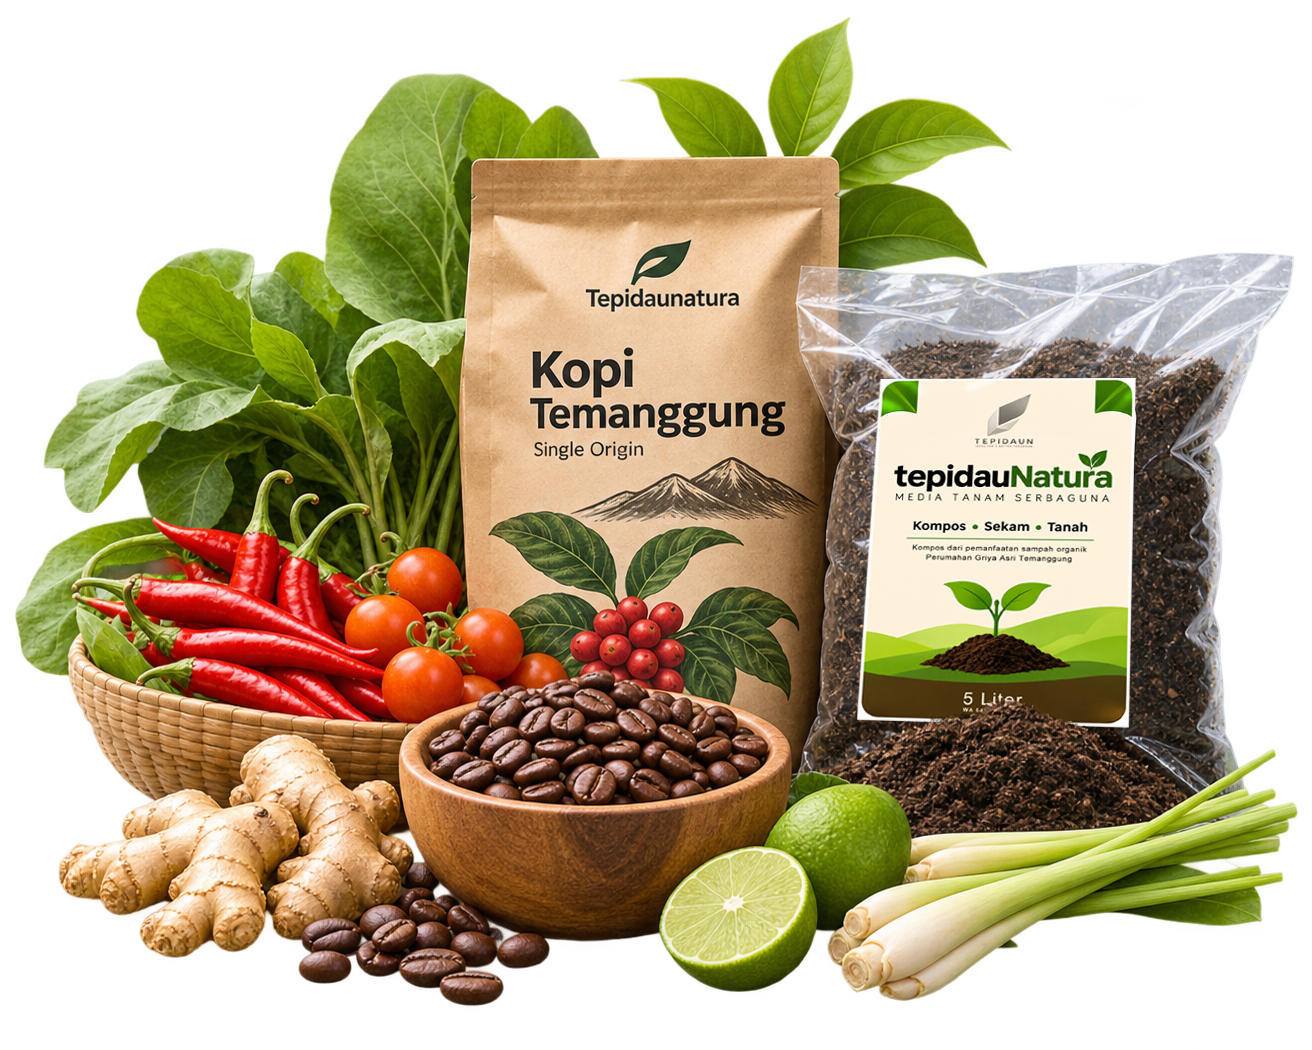 Tepidaunatura
Kopi
Temanggung
Single Origin
TEPIDAUN
tepidauNatura
MEDIA TANAM SERBAGUNA
Kompos • Sekam • Tanah
Kompos dari pemanfaatan sampah organik
Perumahan Griya Asri Temanggung
5 Liter